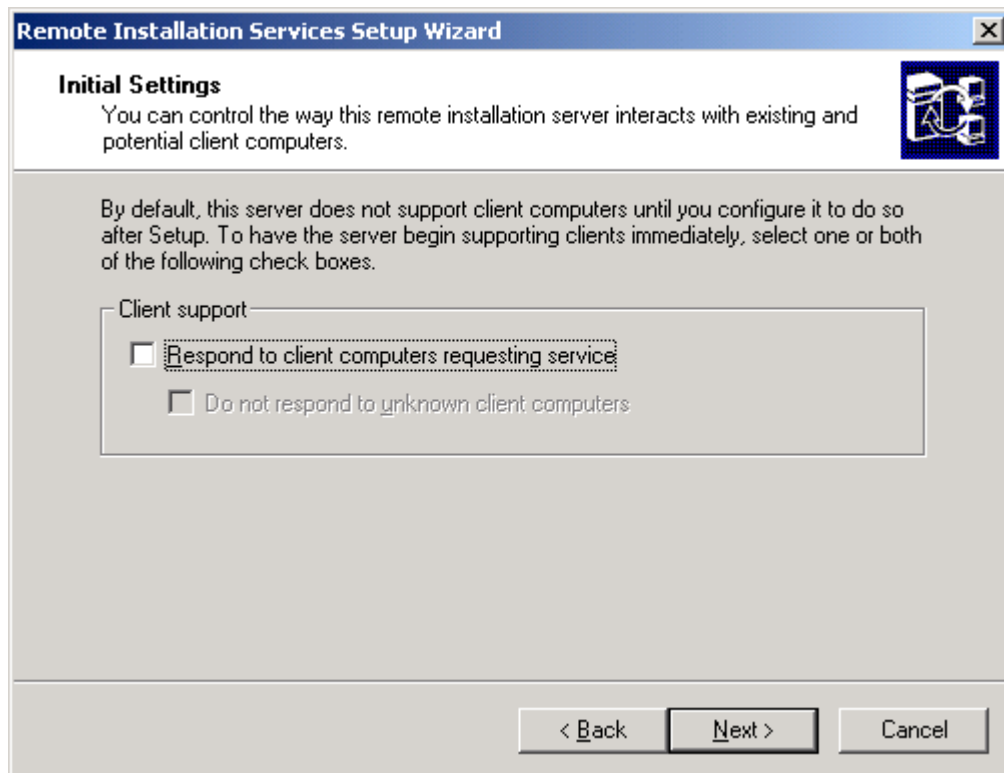 Remote Installation Services Setup Wizard
Initial Settings
You can control the way this remote installation server interacts with existing and
potential client computers.
By default, this server does not support client computers until you configure it to do so
after Setup. To have the server begin supporting clients immediately, select one or both
of the following check boxes.
Client support
Respond to client computers requesting service
Do not respond to unknown client computers
< Back
Next >
Cancel